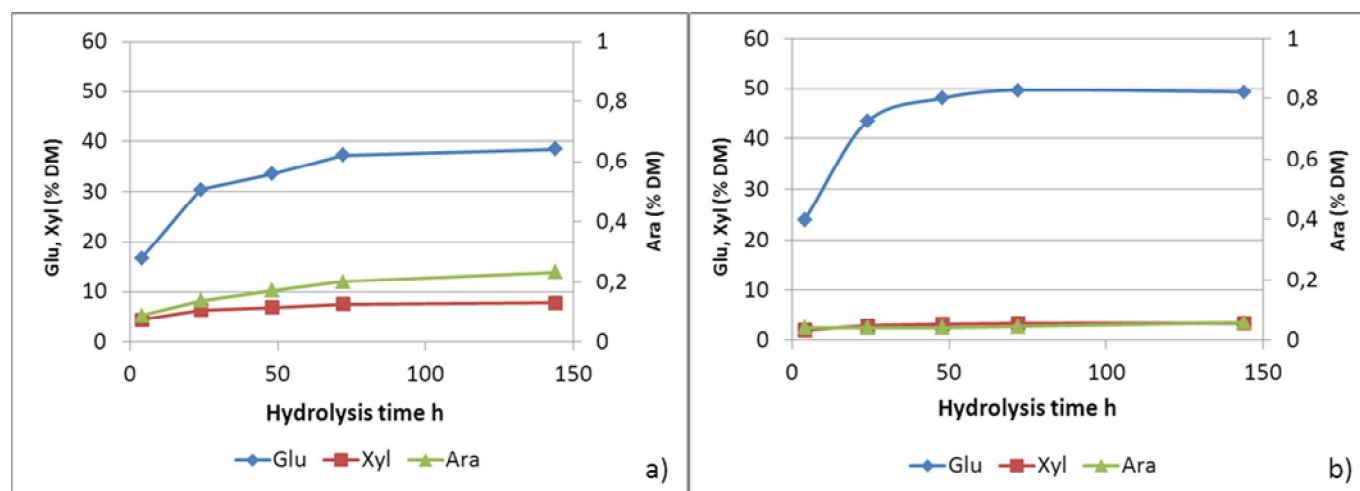 60
50
40
30
20
10
0
Glu, Xyl (% DM)
1
0,8
0,6
0,4
0,2
0
Ara (% DM)
0 50 100 150
Hydrolysis time h
Glu Xyl Ara
a)
60
50
40
30
20
10
0
Glu, Xyl (% DM)
1
0,8
0,6
0,4
0,2
0
Ara (% DM)
0 50 100 150
Hydrolysis time h
Glu Xyl Ara
b)